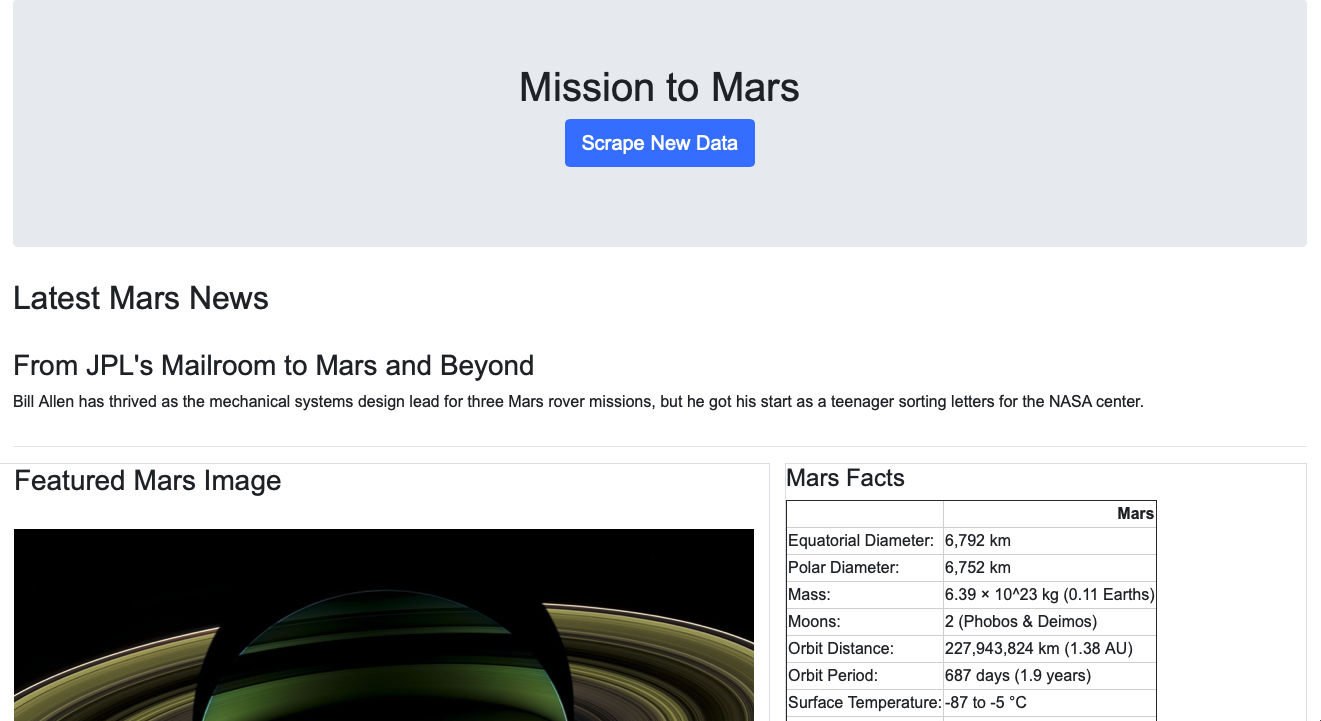 Mission to Mars
Scrape New Data
Latest Mars News
From JPL's Mailroom to Mars and Beyond
Bill Allen has thrived as the mechanical systems design lead for three Mars rover missions, but he got his start as a teenager sorting letters for the NASA center.
Featured Mars Image
Mars Facts
Mars
Equatorial Diameter: 6,792 km
Polar Diameter: 6,752 km
Mass: 6.39 × 10^23 kg (0.11 Earths)
Moons: 2 (Phobos & Deimos)
Orbit Distance: 227,943,824 km (1.38 AU)
Orbit Period: 687 days (1.9 years)
Surface Temperature: -87 to -5 °C